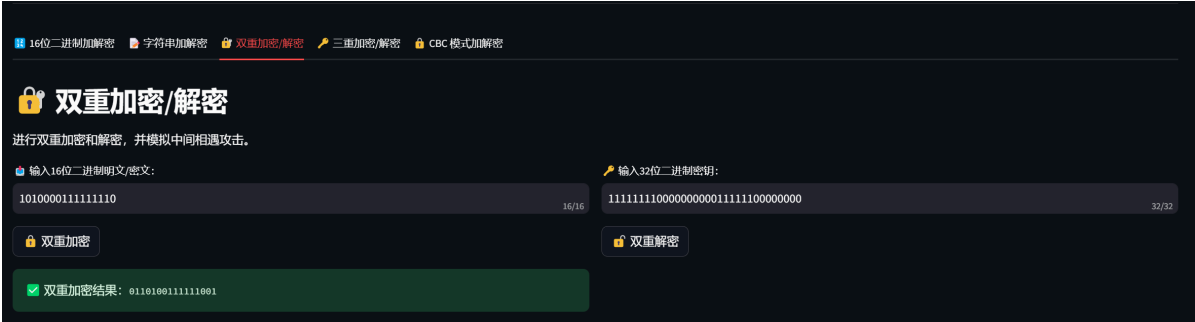 16位二进制加解密 字符串加解密 双重加密/解密 三重加密/解密 CBC 模式加解密
双重加密/解密
进行双重加密和解密，并模拟中间相遇攻击。
输入16位二进制明文/密文： 输入32位二进制密钥：
1010000111111110 16/16 11111111000000000011111100000000 32/32
双重加密 双重解密
双重加密结果： 0110100111111001